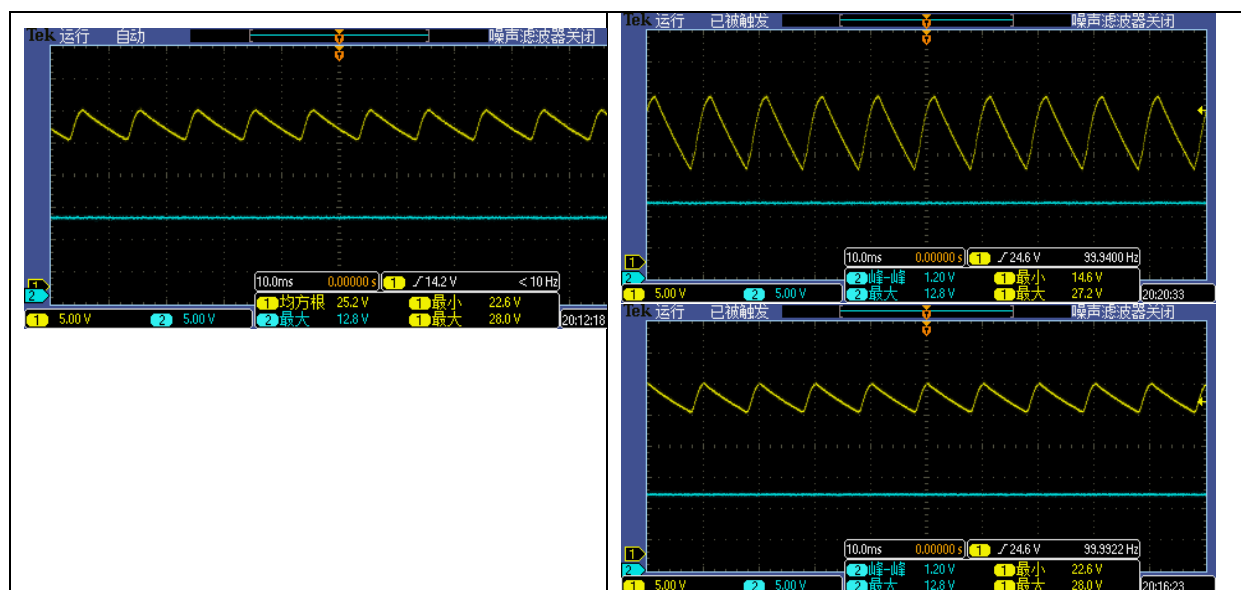 Tek 运行 自动 噪声滤波器关闭
1
2
10.0ms 0.00000 s 1 ∫ 14.2 V < 10 Hz
1 均方根 25.2 V 1 最小 22.6 V
2 最大 12.8 V 1 最大 28.0 V
1 5.00 V 2 5.00 V 20:12:18
Tek 运行 已被触发 噪声滤波器关闭
1
2
10.0ms 0.00000 s 1 ∫ 24.6 V 99.9400 Hz
2 峰-峰 1.20 V 1 最小 14.6 V
2 最大 12.8 V 1 最大 27.2 V
1 5.00 V 2 5.00 V 20:20:33
Tek 运行 已被触发 噪声滤波器关闭
1
2
10.0ms 0.00000 s 1 ∫ 24.6 V 99.9922 Hz
2 峰-峰 1.20 V 1 最小 22.6 V
2 最大 12.8 V 1 最大 28.0 V
1 5.00 V 2 5.00 V 20:16:23